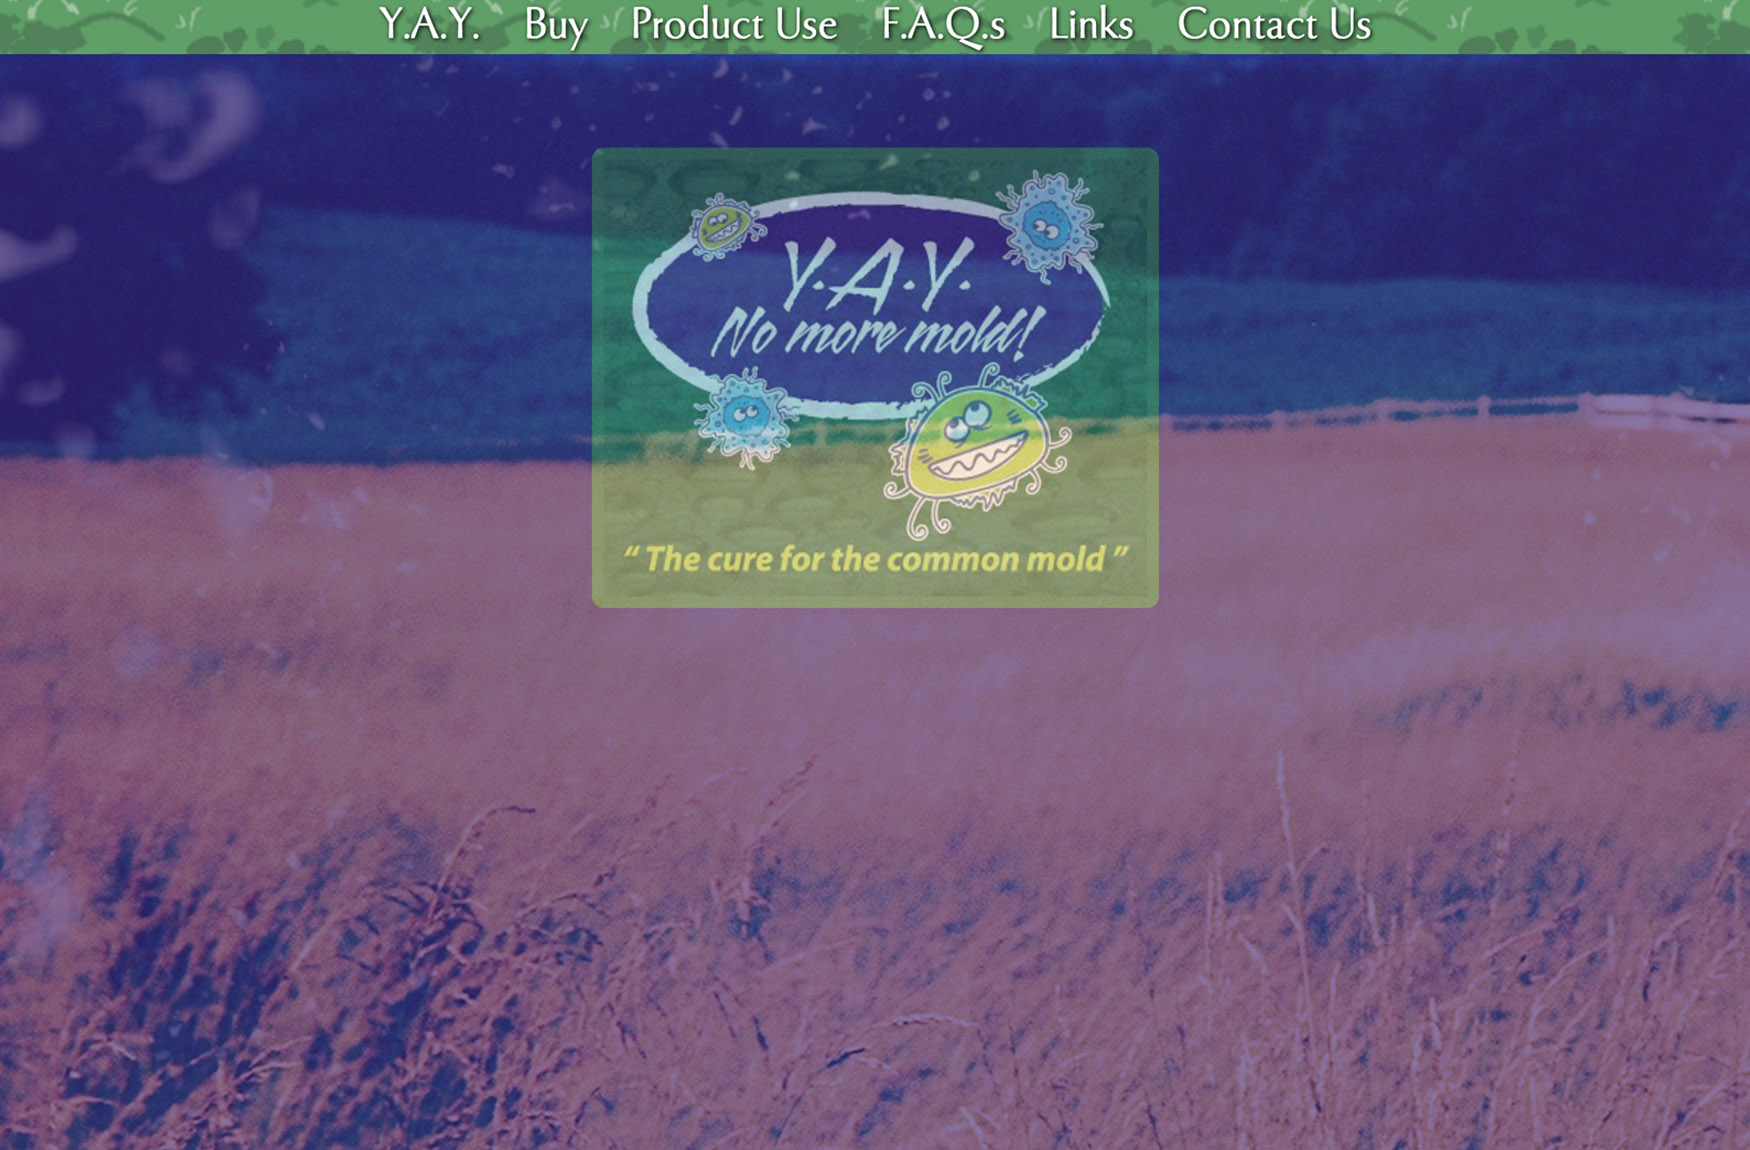 Y.A.Y. Buy Product Use F.A.Q.s Links Contact Us
Y.A.Y.
No more mold!
“ The cure for the common mold ”